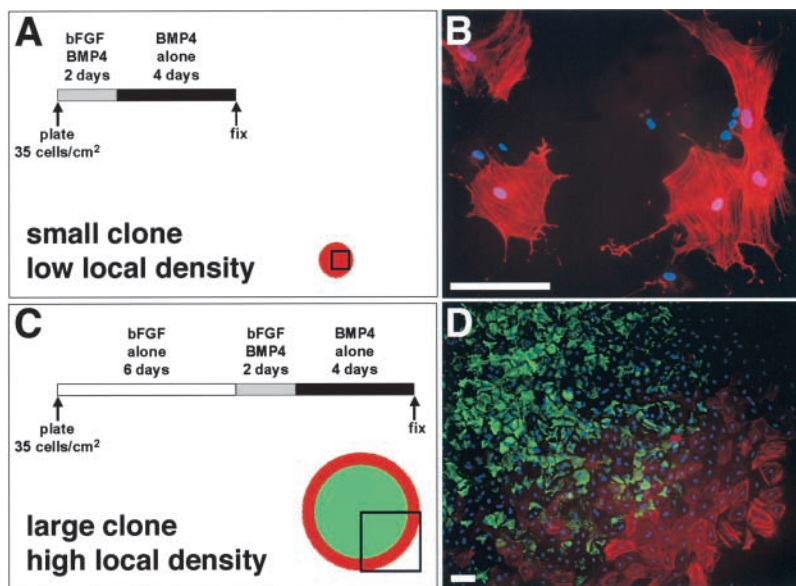 A
bFGF
BMP4
2 days
BMP4
alone
4 days
plate
35 cells/cm²
fix
small clone
low local density
B
C
bFGF
alone
6 days
bFGF
BMP4
2 days
BMP4
alone
4 days
plate
35 cells/cm²
fix
large clone
high local density
D